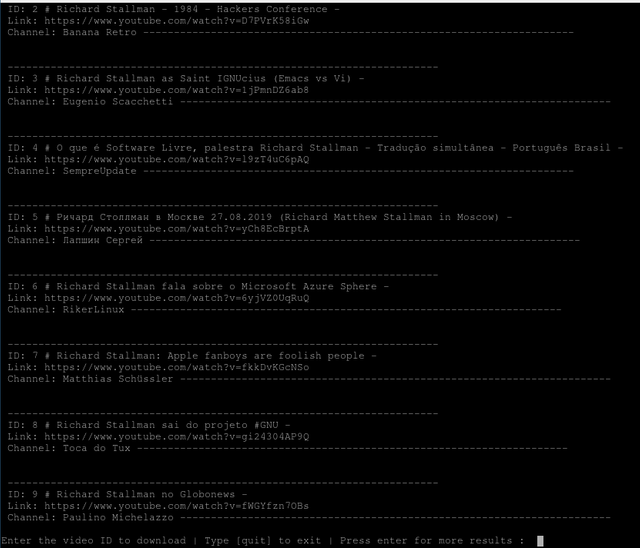 ID: 2 # Richard Stallman - 1984 - Hackers Conference -
Link: https://www.youtube.com/watch?v=D7PVrK58iGw
Channel: Banana Retro ----------------------------------------------------------------------
----------------------------------------------------------------------
ID: 3 # Richard Stallman as Saint IGNUcius (Emacs vs Vi) -
Link: https://www.youtube.com/watch?v=1jPmnDZ6ab8
Channel: Eugenio Scacchetti ----------------------------------------------------------------------
----------------------------------------------------------------------
ID: 4 # O que é Software Livre, palestra Richard Stallman - Tradução simultânea - Português Brasil -
Link: https://www.youtube.com/watch?v=l9zT4uC6pAQ
Channel: SempreUpdate ----------------------------------------------------------------------
----------------------------------------------------------------------
ID: 5 # Ричард Столлман в Москве 27.08.2019 (Richard Matthew Stallman in Moscow) -
Link: https://www.youtube.com/watch?v=yCh8EcBrptA
Channel: Лапшин Сергей ----------------------------------------------------------------------
----------------------------------------------------------------------
ID: 6 # Richard Stallman fala sobre o Microsoft Azure Sphere -
Link: https://www.youtube.com/watch?v=6yjVZ0UqRuQ
Channel: RikerLinux ----------------------------------------------------------------------
----------------------------------------------------------------------
ID: 7 # Richard Stallman: Apple fanboys are foolish people -
Link: https://www.youtube.com/watch?v=fkkDvKGcNSo
Channel: Matthias Schüssler ----------------------------------------------------------------------
----------------------------------------------------------------------
ID: 8 # Richard Stallman sai do projeto #GNU -
Link: https://www.youtube.com/watch?v=gi24304AP9Q
Channel: Toca do Tux ----------------------------------------------------------------------
----------------------------------------------------------------------
ID: 9 # Richard Stallman no Globonews -
Link: https://www.youtube.com/watch?v=fWGYfzn7OBs
Channel: Paulino Michelazzo ----------------------------------------------------------------------
Enter the video ID to download | Type [quit] to exit | Press enter for more results :